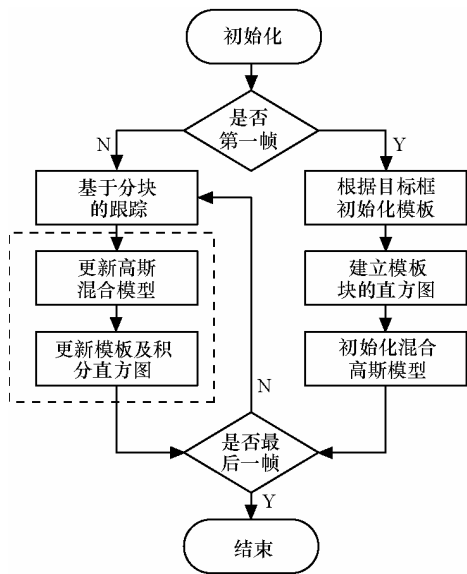 初始化
是否
第一帧
N
Y
基于分块
的跟踪
根据目标框
初始化模板
更新高斯
混合模型
建立模板
块的直方图
更新模板及积
分直方图
初始化混合
高斯模型
N
是否最
后一帧
Y
结束